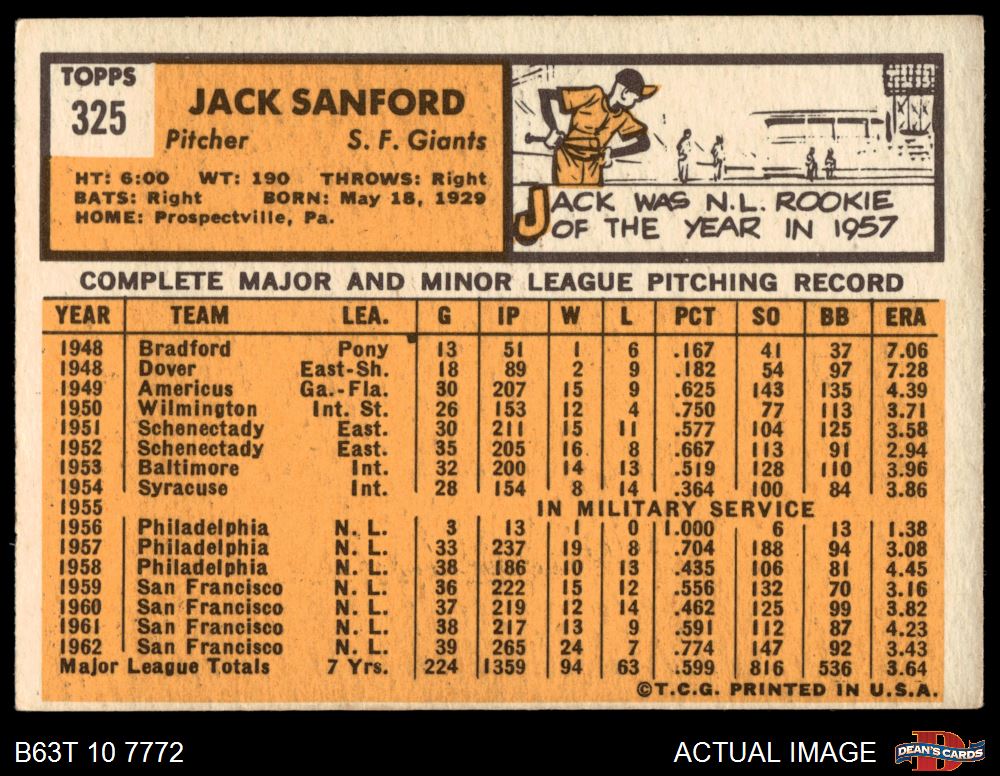 TOPPS
325
JACK SANFORD
Pitcher S. F. Giants
HT: 6:00 WT: 190 THROWS: Right
BATS: Right BORN: May 18, 1929
HOME: Prospectville, Pa.
JACK WAS N.L. ROOKIE
OF THE YEAR IN 1957
COMPLETE MAJOR AND MINOR LEAGUE PITCHING RECORD
YEAR TEAM LEA. G IP W L PCT SO BB ERA
1948 Bradford Pony 13 51 1 6 .167 41 37 7.06
1948 Dover East-Sh. 18 89 2 9 .182 54 97 7.28
1949 Americus Ga.-Fla. 30 207 15 9 .625 143 135 4.39
1950 Wilmington Int. St. 26 153 12 4 .750 77 113 3.71
1951 Schenectady East. 30 211 15 11 .577 104 125 3.58
1952 Schenectady East. 35 205 16 8 .667 113 91 2.94
1953 Baltimore Int. 32 200 14 13 .519 128 110 3.96
1954 Syracuse Int. 28 154 8 14 .364 100 84 3.86
1955 IN MILITARY SERVICE
1956 Philadelphia N. L. 3 13 1 0 1.000 6 13 1.38
1957 Philadelphia N. L. 33 237 19 8 .704 188 94 3.08
1958 Philadelphia N. L. 38 186 10 13 .435 106 81 4.45
1959 San Francisco N. L. 36 222 15 12 .556 132 70 3.16
1960 San Francisco N. L. 37 219 12 14 .462 125 99 3.82
1961 San Francisco N. L. 38 217 13 9 .591 112 87 4.23
1962 San Francisco N. L. 39 265 24 7 .774 147 92 3.43
Major League Totals 7 Yrs. 224 1359 94 63 .599 816 536 3.64
©T.C.G. PRINTED IN U.S.A.
B63T 10 7772
ACTUAL IMAGE
DEAN'S CARDS